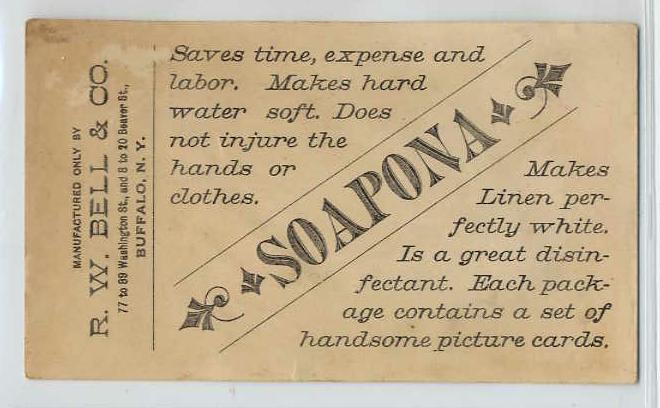 MANUFACTURED ONLY BY
R. W. BELL & CO.
77 to 89 Washington St., and 8 to 20 Beaver St.,
BUFFALO, N. Y.
Saves time, expense and
labor. Makes hard
water soft. Does
not injure the
hands or
clothes.
SOAPONA
Makes
Linen per-
fectly white.
Is a great disin-
fectant. Each pack-
age contains a set of
handsome picture cards.